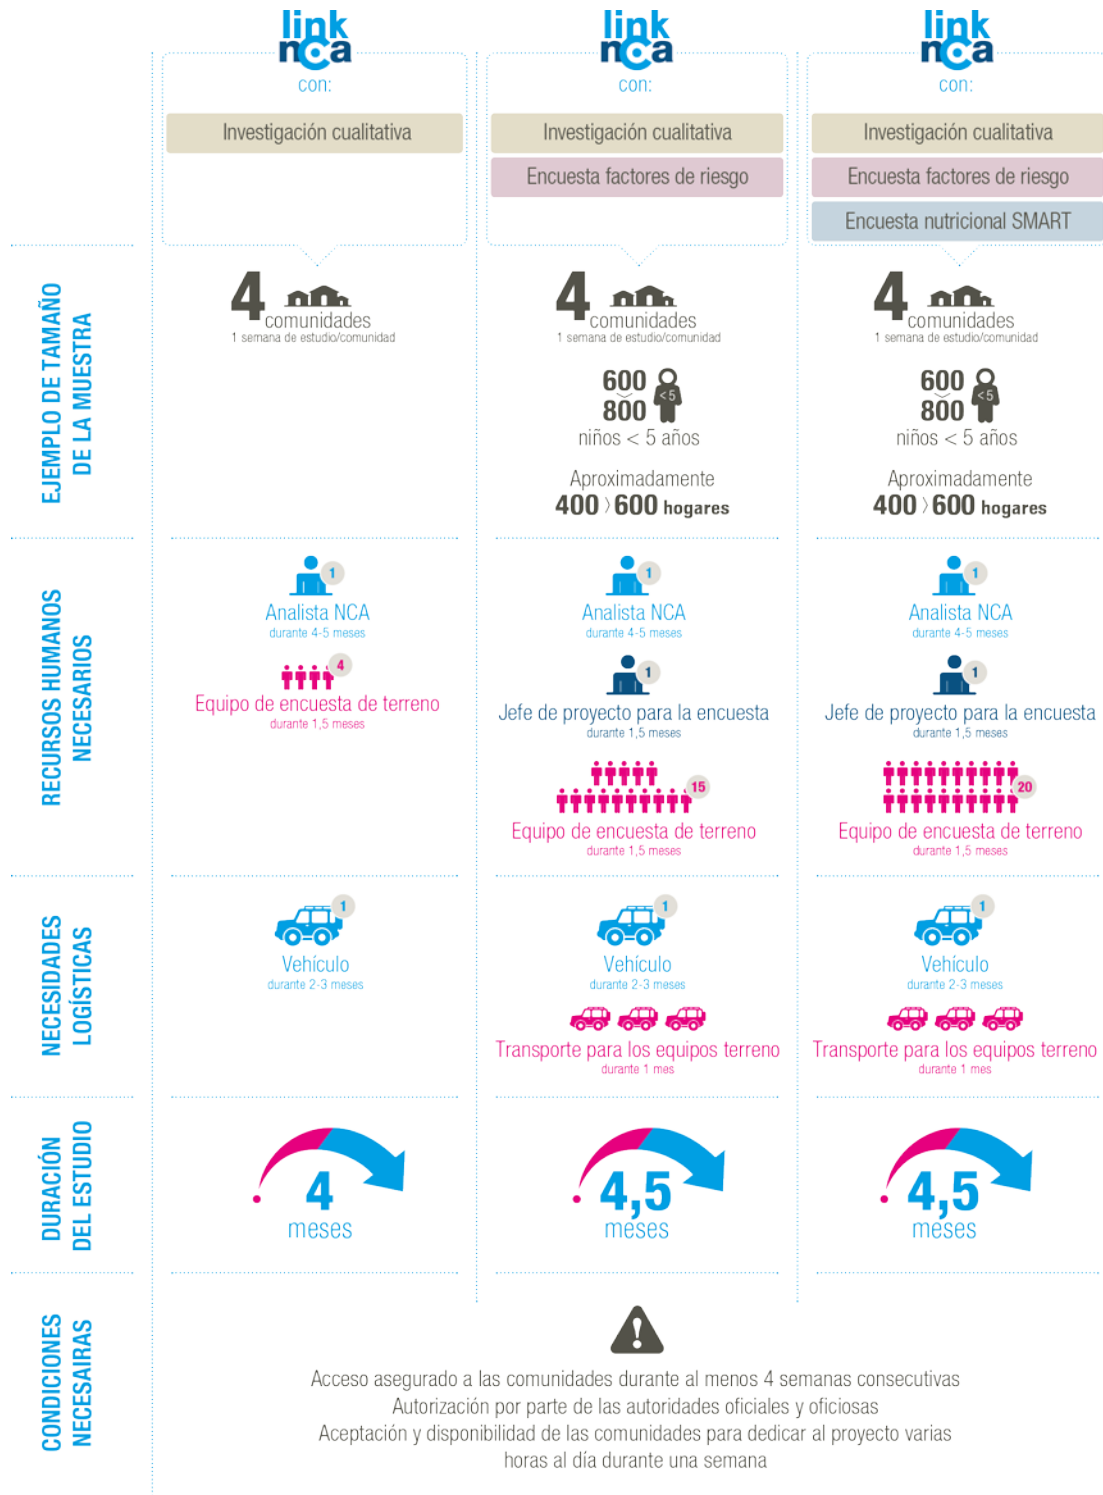 link
nca
con:
Investigación cualitativa
link
nca
con:
Investigación cualitativa
Encuesta factores de riesgo
link
nca
con:
Investigación cualitativa
Encuesta factores de riesgo
Encuesta nutricional SMART
EJEMPLO DE TAMAÑO
DE LA MUESTRA
4
comunidades
1 semana de estudio/comunidad
4
comunidades
1 semana de estudio/comunidad
600
800
<5
niños < 5 años
Aproximadamente
400 > 600 hogares
4
comunidades
1 semana de estudio/comunidad
600
800
<5
niños < 5 años
Aproximadamente
400 > 600 hogares
RECURSOS HUMANOS
NECESARIOS
1
Analista NCA
durante 4-5 meses
4
Equipo de encuesta de terreno
durante 1,5 meses
1
Analista NCA
durante 4-5 meses
1
Jefe de proyecto para la encuesta
durante 1,5 meses
15
Equipo de encuesta de terreno
durante 1,5 meses
1
Analista NCA
durante 4-5 meses
1
Jefe de proyecto para la encuesta
durante 1,5 meses
20
Equipo de encuesta de terreno
durante 1,5 meses
NECESIDADES
LOGÍSTICAS
1
Vehículo
durante 2-3 meses
1
Vehículo
durante 2-3 meses
Transporte para los equipos terreno
durante 1 mes
1
Vehículo
durante 2-3 meses
Transporte para los equipos terreno
durante 1 mes
DURACIÓN
DEL ESTUDIO
4
meses
4,5
meses
4,5
meses
CONDICIONES
NECESAIRAS
!
Acceso asegurado a las comunidades durante al menos 4 semanas consecutivas
Autorización por parte de las autoridades oficiales y oficiosas
Aceptación y disponibilidad de las comunidades para dedicar al proyecto varias
horas al día durante una semana